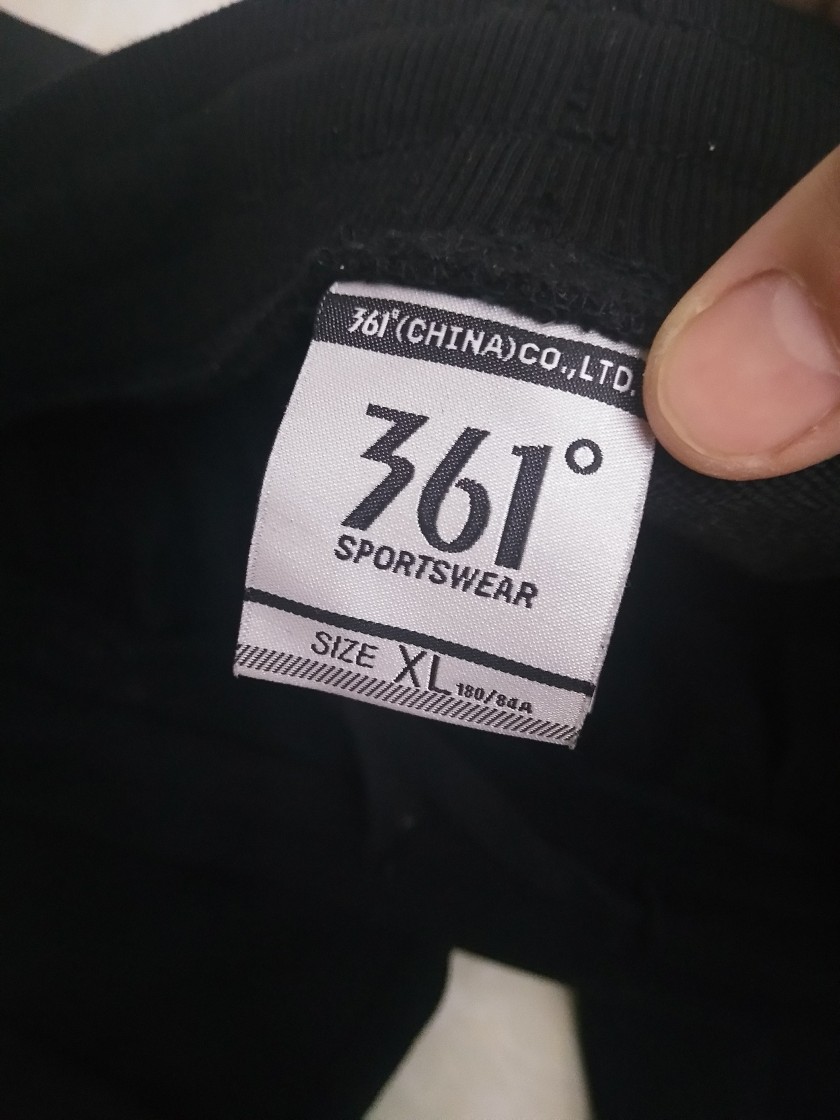 361°(CHINA)CO.,LTD.
361°
SPORTSWEAR
SIZE XL 180/84A